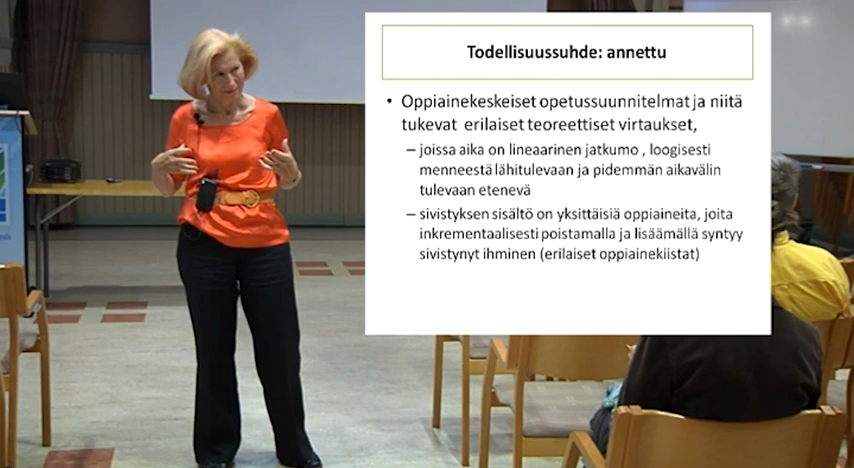 Todellisuussuhde: annettu
• Oppiainekeskeiset opetussuunnitelmat ja niitä
tukevat erilaiset teoreettiset virtaukset,
– joissa aika on lineaarinen jatkumo , loogisesti
menneestä lähitulevaan ja pidemmän aikavälin
tulevaan etenevä
– sivistyksen sisältö on yksittäisiä oppiaineita, joita
inkrementaalisesti poistamalla ja lisäämällä syntyy
sivistynyt ihminen (erilaiset oppiainekiistat)